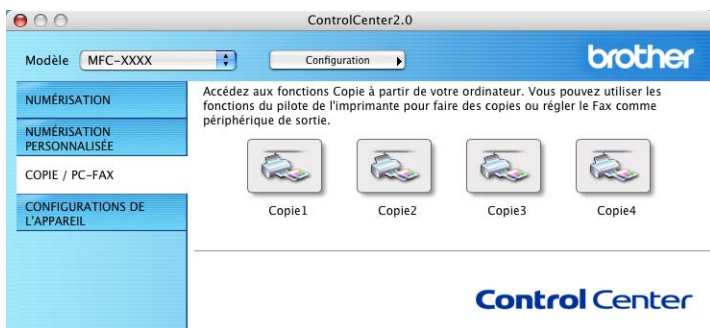 ControlCenter2.0
Modèle MFC-XXXX Configuration brother
NUMÉRISATION
NUMÉRISATION
PERSONNALISÉE
COPIE / PC-FAX
CONFIGURATIONS DE
L'APPAREIL
Accédez aux fonctions Copie à partir de votre ordinateur. Vous pouvez utiliser les
fonctions du pilote de l'imprimante pour faire des copies ou régler le Fax comme
périphérique de sortie.
Copie1 Copie2 Copie3 Copie4
Control Center